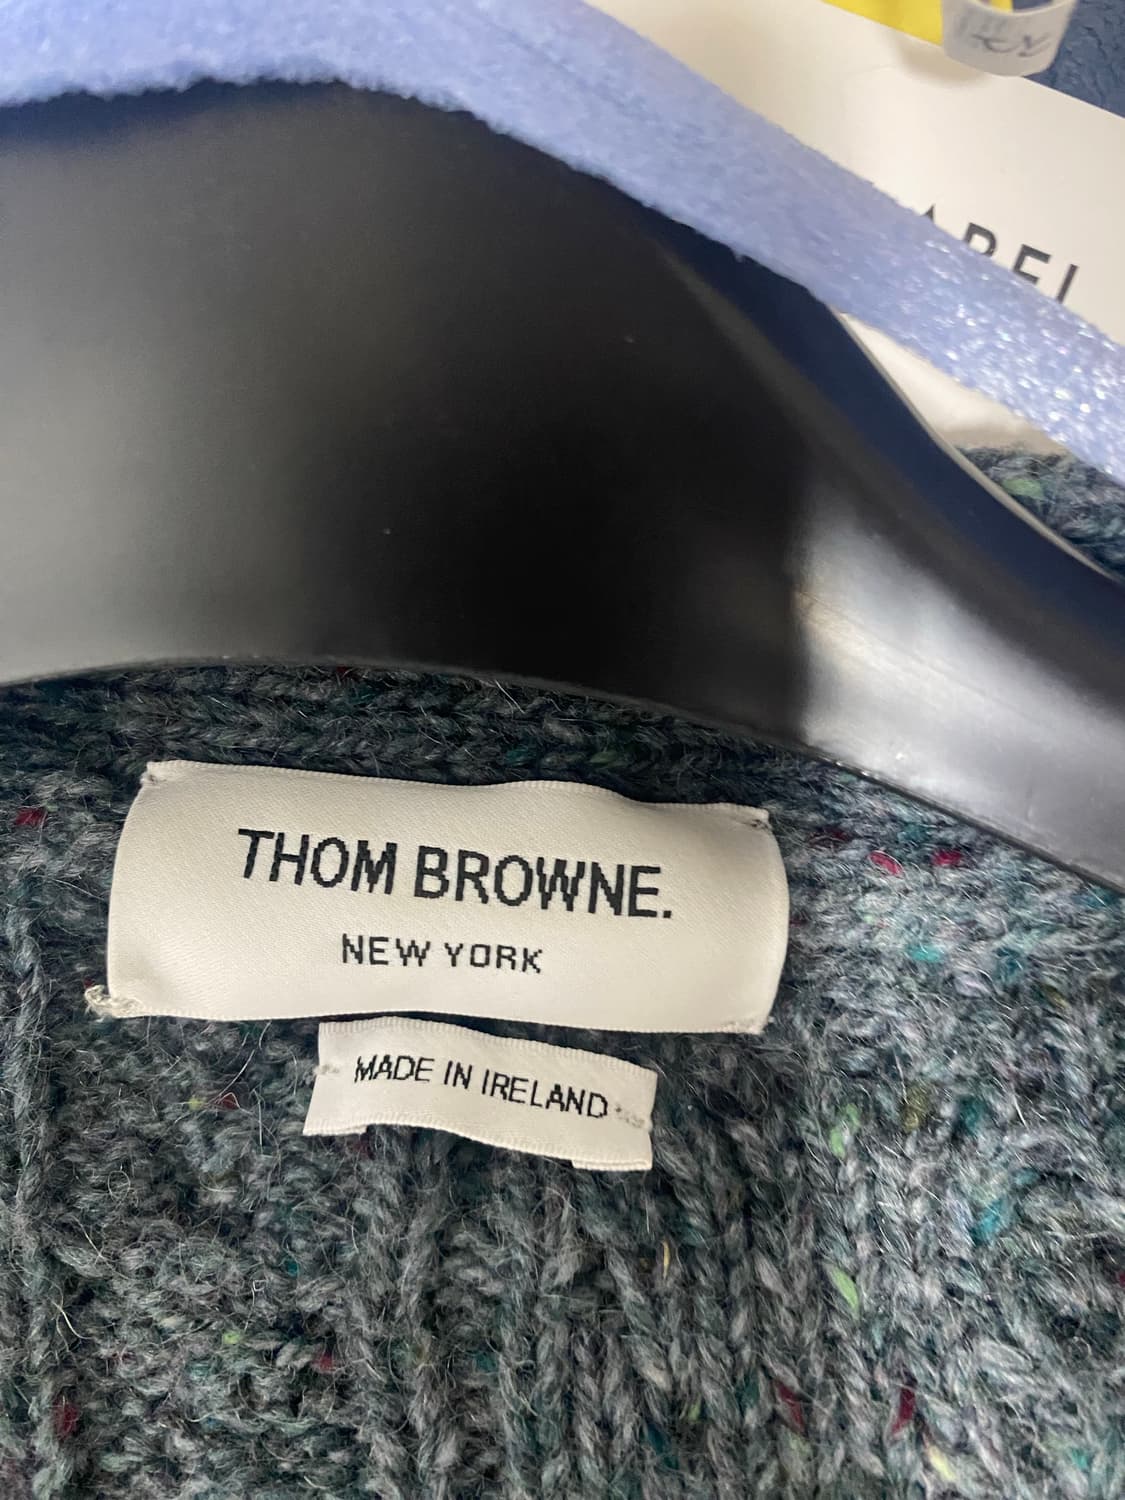 THOM BROWNE.
NEW YORK
MADE IN IRELAND